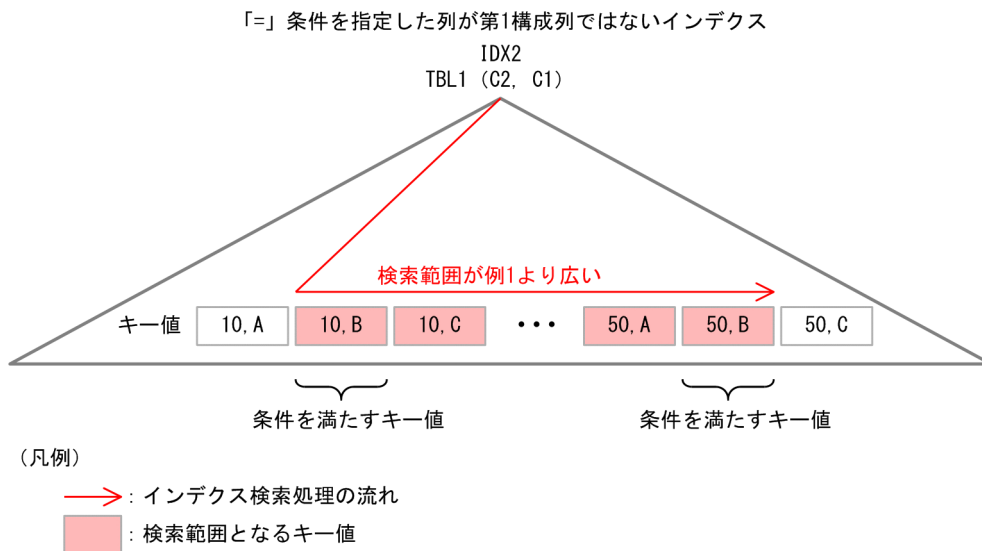 「=」条件を指定した列が第1構成列ではないインデクス
IDX2
TBL1 (C2, C1)
検索範囲が例1より広い
キー値 10, A 10, B 10, C ・・・ 50, A 50, B 50, C
条件を満たすキー値 条件を満たすキー値
(凡例)
: インデクス検索処理の流れ
: 検索範囲となるキー値